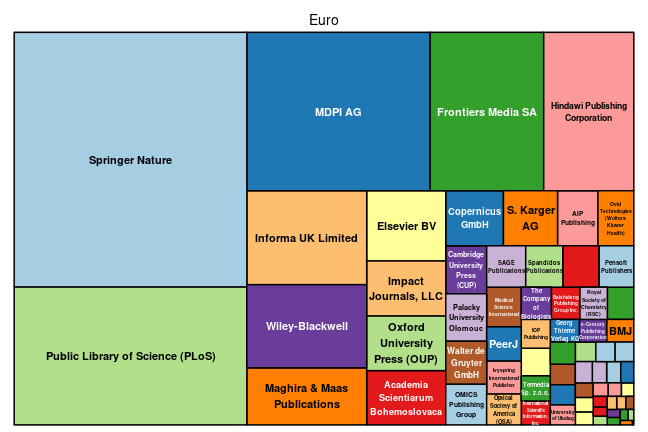 Euro
Springer Nature
MDPI AG
Frontiers Media SA
Hindawi Publishing
Corporation
Public Library of Science (PLoS)
Informa UK Limited
Wiley-Blackwell
Maghira & Maas
Publications
Elsevier BV
Impact
Journals, LLC
Oxford
University
Press (OUP)
Academia
Scientiarum
Bohemoslovaca
Copernicus
GmbH
S. Karger
AG
AIP
Publishing
Ovid
Technologies
(Wolters
Kluwer
Health)
Cambridge
University
Press
(CUP)
SAGE
Publications
Spandidos
Publications
Pensoft
Publishers
Palacky
University
Olomouc
Walter de
Gruyter
GmbH
OMICS
Publishing
Group
Medical
Science
International
The
Company
of
Biologists
Baishideng
Publishing
Group Inc.
Royal
Society of
Chemistry
(RSC)
PeerJ
IOP
Publishing
Georg
Thieme
Verlag KG
e-Century
Publishing
Corporation
BMJ
Ivyspring
International
Publisher
Optical
Society of
America
(OSA)
Termedia
Sp. z.o.o.
International
Scientific
Information,
Inc.
University
of Uludag